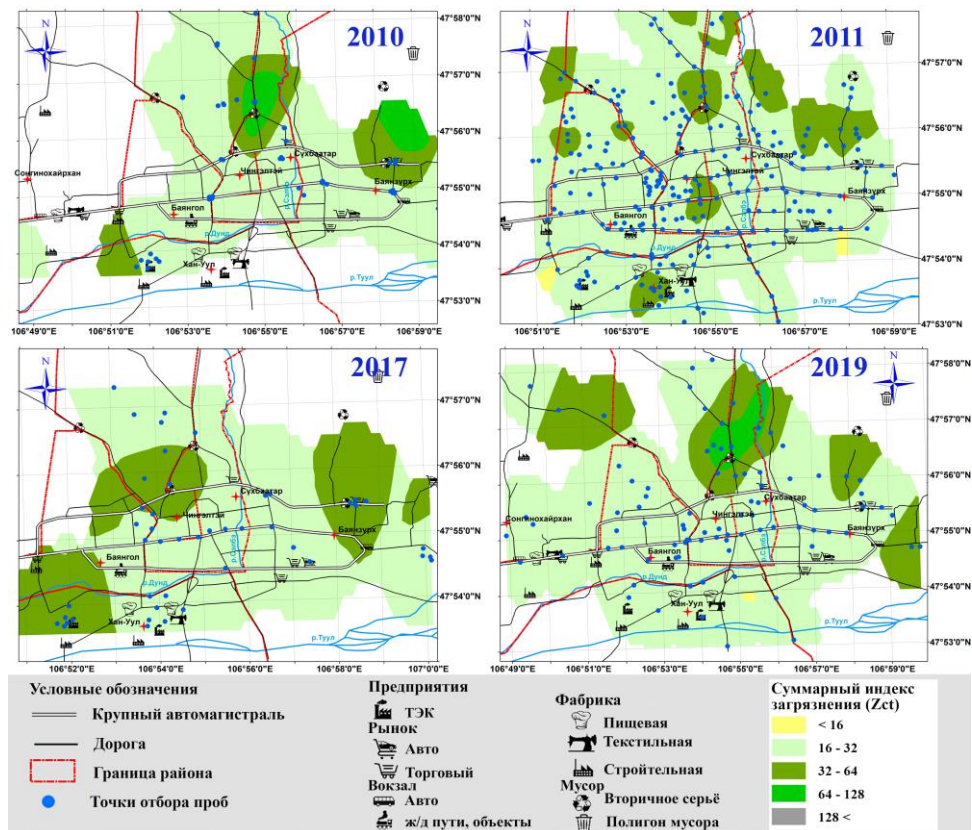 N
2010
47°58'0"N
47°57'0"N
47°56'0"N
47°55'0"N
47°54'0"N
47°53'0"N
Сонгинохайрхан
Сүхбаатар
Чингэлтэй
Баянзүрх
Баянгол
р.Сэлбэ
р.Дунд
Хан-Уул
р.Туул
106°49'0"E
106°51'0"E
106°53'0"E
106°55'0"E
106°57'0"E
106°59'0"E
N
2011
47°57'0"N
47°56'0"N
47°55'0"N
47°54'0"N
47°53'0"N
Сүхбаатар
Чингэлтэй
Баянзүрх
Баянгол
р.Сэлбэ
р.Дунд
Хан-Уул
р.Туул
106°51'0"E
106°53'0"E
106°55'0"E
106°57'0"E
106°59'0"E
N
2017
47°57'0"N
47°56'0"N
47°55'0"N
47°54'0"N
Сүхбаатар
Чингэлтэй
Баянзүрх
Баянгол
р.Сэлбэ
р.Дунд
Хан-Уул
р.Туул
106°52'0"E
106°54'0"E
106°56'0"E
106°58'0"E
107°0'0"E
2019
N
47°57'0"N
47°56'0"N
47°55'0"N
47°54'0"N
47°53'0"N
Сонгинохайрхан
Сүхбаатар
Чингэлтэй
Баянзүрх
Баянгол
р.Сэлбэ
р.Дунд
Хан-Уул
р.Туул
106°49'0"E
106°51'0"E
106°53'0"E
106°55'0"E
106°57'0"E
106°59'0"E
Условные обозначения
Крупный автомагистраль
Дорога
Граница района
Точки отбора проб
Предприятия
ТЭК
Рынок
Авто
Торговый
Вокзал
Авто
ж/д пути, объекты
Фабрика
Пищевая
Текстильная
Стройтельная
Мусор
Вторичное серьё
Полигон мусора
Суммарный индекс
загрязнения (Zct)
< 16
16 - 32
32 - 64
64 - 128
128 <